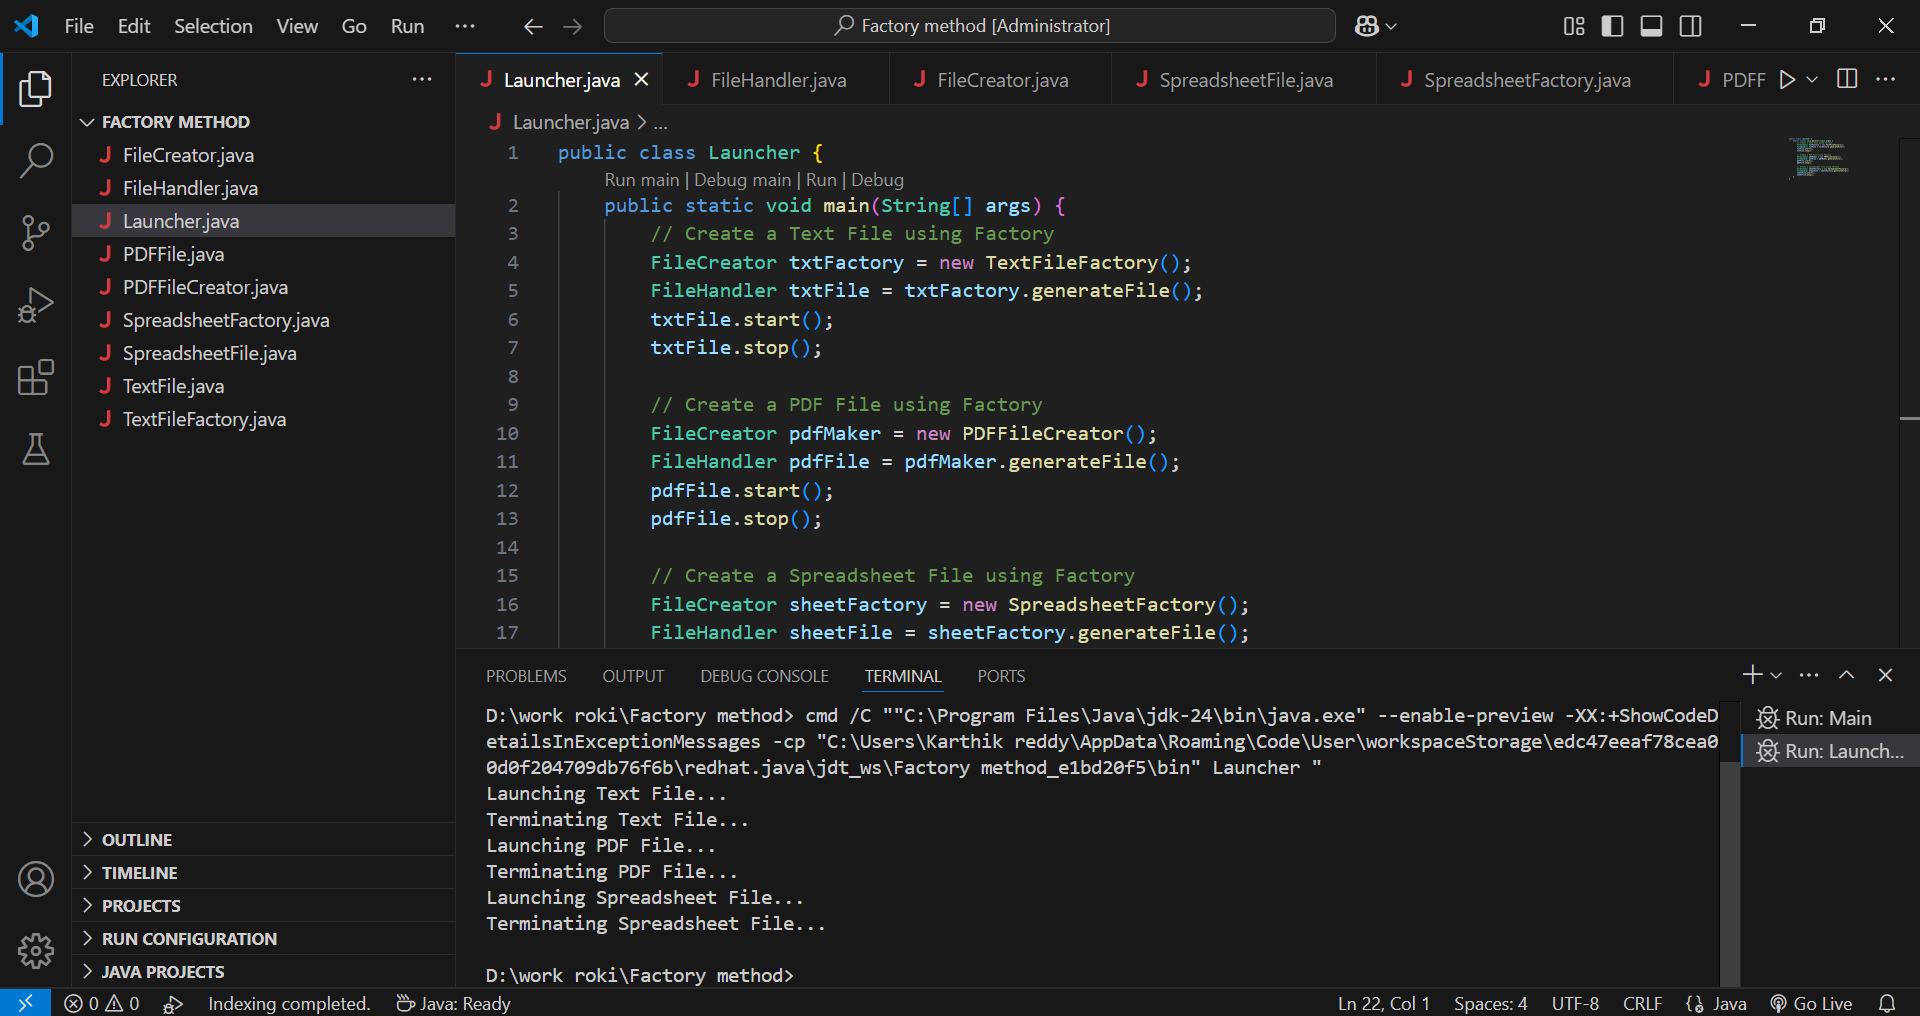 File Edit Selection View Go Run ··· Factory method [Administrator]
EXPLORER
FACTORY METHOD
FileCreator.java
FileHandler.java
Launcher.java
PDFFile.java
PDFFileCreator.java
SpreadsheetFactory.java
SpreadsheetFile.java
TextFile.java
TextFileFactory.java
OUTLINE
TIMELINE
PROJECTS
RUN CONFIGURATION
JAVA PROJECTS
Launcher.java FileHandler.java FileCreator.java SpreadsheetFile.java SpreadsheetFactory.java PDFF
Launcher.java > ...
1 public class Launcher {
Run main | Debug main | Run | Debug
2 public static void main(String[] args) {
3 // Create a Text File using Factory
4 FileCreator txtFactory = new TextFileFactory();
5 FileHandler txtFile = txtFactory.generateFile();
6 txtFile.start();
7 txtFile.stop();
8
9 // Create a PDF File using Factory
10 FileCreator pdfMaker = new PDFFileCreator();
11 FileHandler pdfFile = pdfMaker.generateFile();
12 pdfFile.start();
13 pdfFile.stop();
14
15 // Create a Spreadsheet File using Factory
16 FileCreator sheetFactory = new SpreadsheetFactory();
17 FileHandler sheetFile = sheetFactory.generateFile();
PROBLEMS OUTPUT DEBUG CONSOLE TERMINAL PORTS
D:\work roki\Factory method> cmd /C ""C:\Program Files\Java\jdk-24\bin\java.exe" --enable-preview -XX:+ShowCodeD
etailsInExceptionMessages -cp "C:\Users\Karthik reddy\AppData\Roaming\Code\User\workspaceStorage\edc47eeaf78cea0
0d0f204709db76f6b\redhat.java\jdt_ws\Factory method_e1bd20f5\bin" Launcher "
Launching Text File...
Terminating Text File...
Launching PDF File...
Terminating PDF File...
Launching Spreadsheet File...
Terminating Spreadsheet File...
D:\work roki\Factory method>
Run: Main
Run: Launch...
0 0 Indexing completed. Java: Ready Ln 22, Col 1 Spaces: 4 UTF-8 CRLF Java Go Live